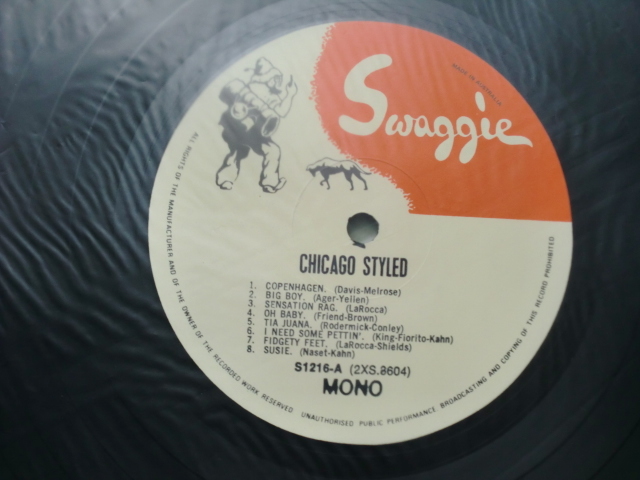 Swaggie
MADE IN AUSTRALIA
CHICAGO STYLED
1. COPENHAGEN. (Davis-Melrose)
2. BIG BOY. (Ager-Yellen)
3. SENSATION RAG. (LaRocca)
4. OH BABY. (Friend-Brown)
5. TIA JUANA. (Rodermick-Conley)
6. I NEED SOME PETTIN'. (King-Fiorito-Kahn)
7. FIDGETY FEET. (LaRocca-Shields)
8. SUSIE. (Naset-Kahn)
S1216-A (2XS.8604)
MONO
ALL RIGHTS OF THE MANUFACTURER AND OF THE OWNER OF THE RECORDED WORK RESERVED. UNAUTHORISED PUBLIC PERFORMANCE, BROADCASTING AND COPYING OF THIS RECORD PROHIBITED